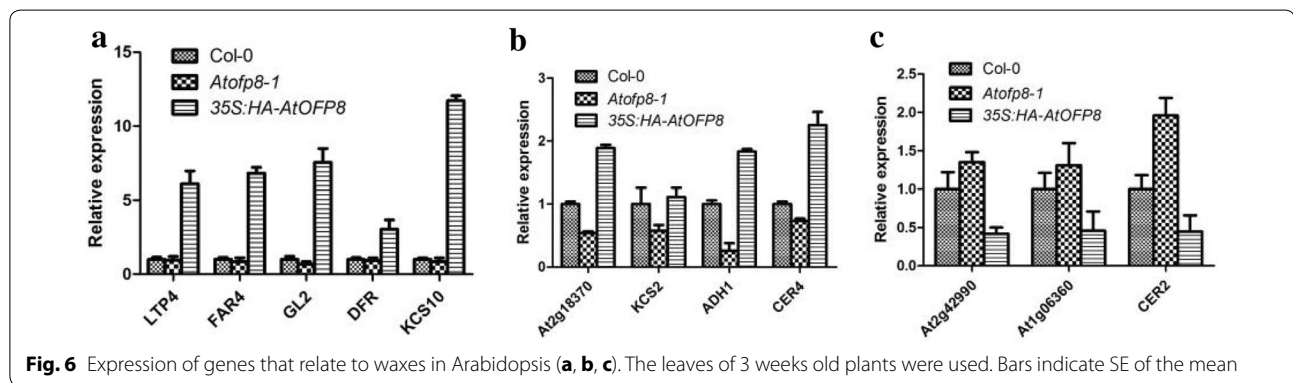 a
15
10
5
0
Relative expression
Col-0
Atofp8-1
35S:HA-AtOFP8
LTP4
FAR4
GL2
DFR
KCS10
b
3
2
1
0
Relative expression
Col-0
Atofp8-1
35S:HA-AtOFP8
At2g18370
KCS2
ADH1
CER4
c
2.5
2.0
1.5
1.0
0.5
0.0
Relative expression
Col-0
Atofp8-1
35S:HA-AtOFP8
At2g42990
At1g06360
CER2
Fig. 6 Expression of genes that relate to waxes in Arabidopsis (a, b, c). The leaves of 3 weeks old plants were used. Bars indicate SE of the mean